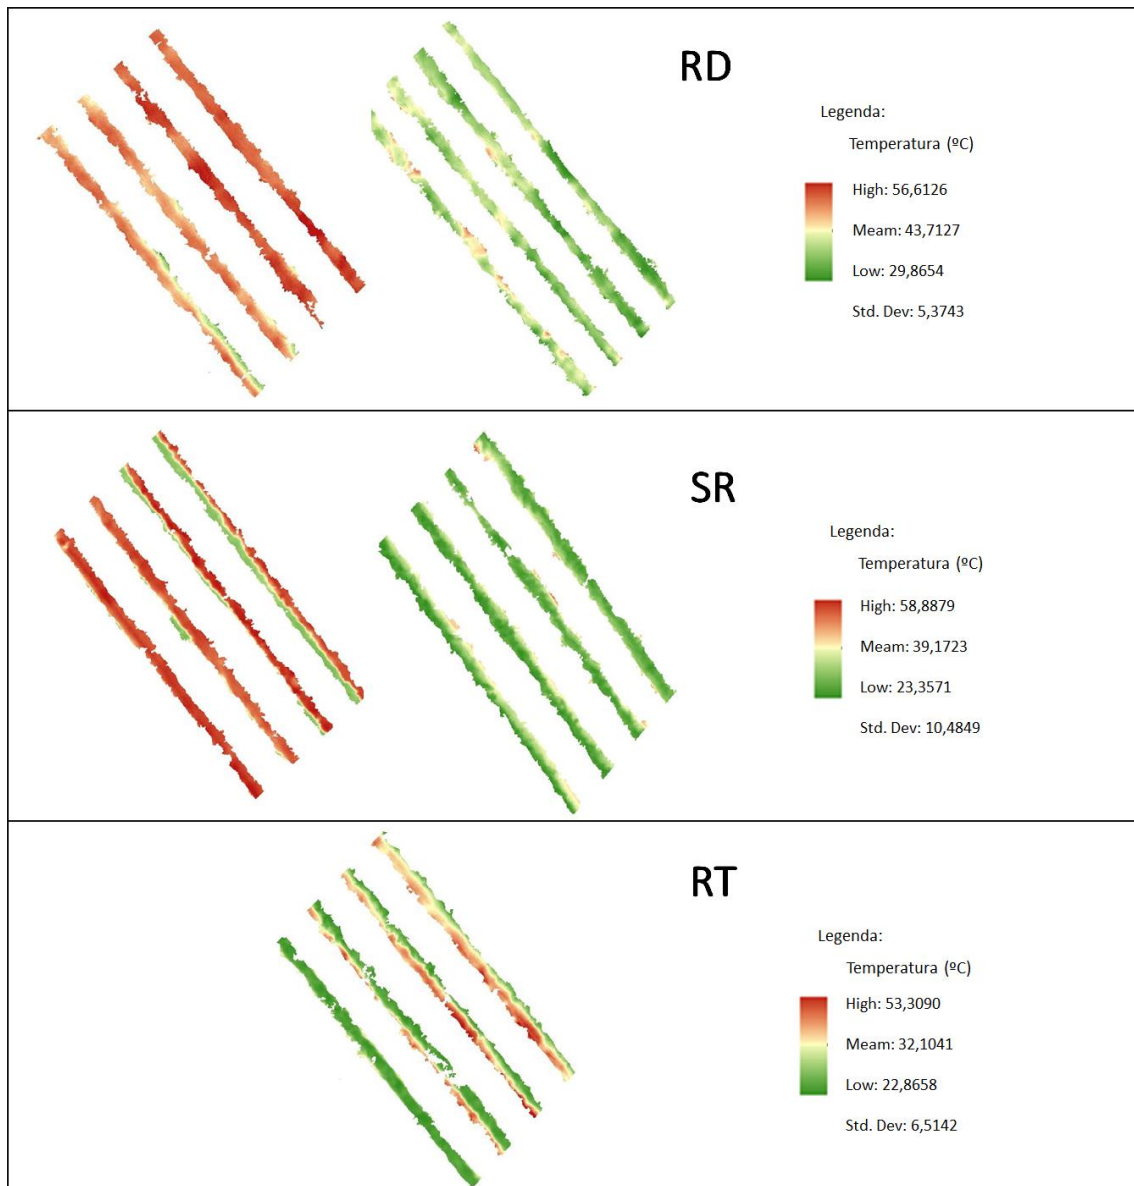 RD
Legenda:
Temperatura (ºC)
High: 56,6126
Meam: 43,7127
Low: 29,8654
Std. Dev: 5,3743
SR
Legenda:
Temperatura (ºC)
High: 58,8879
Meam: 39,1723
Low: 23,3571
Std. Dev: 10,4849
RT
Legenda:
Temperatura (ºC)
High: 53,3090
Meam: 32,1041
Low: 22,8658
Std. Dev: 6,5142